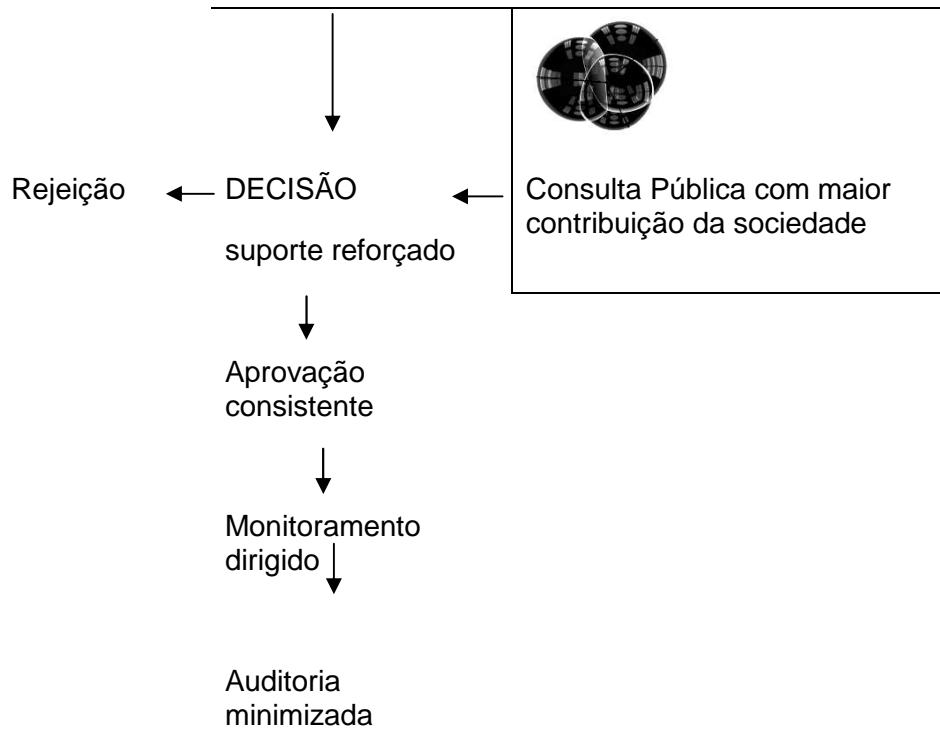 Rejeição
DECISÃO
suporte reforçado
Consulta Pública com maior
contribuição da sociedade
Aprovação
consistente
Monitoramento
dirigido
Auditoria
minimizada